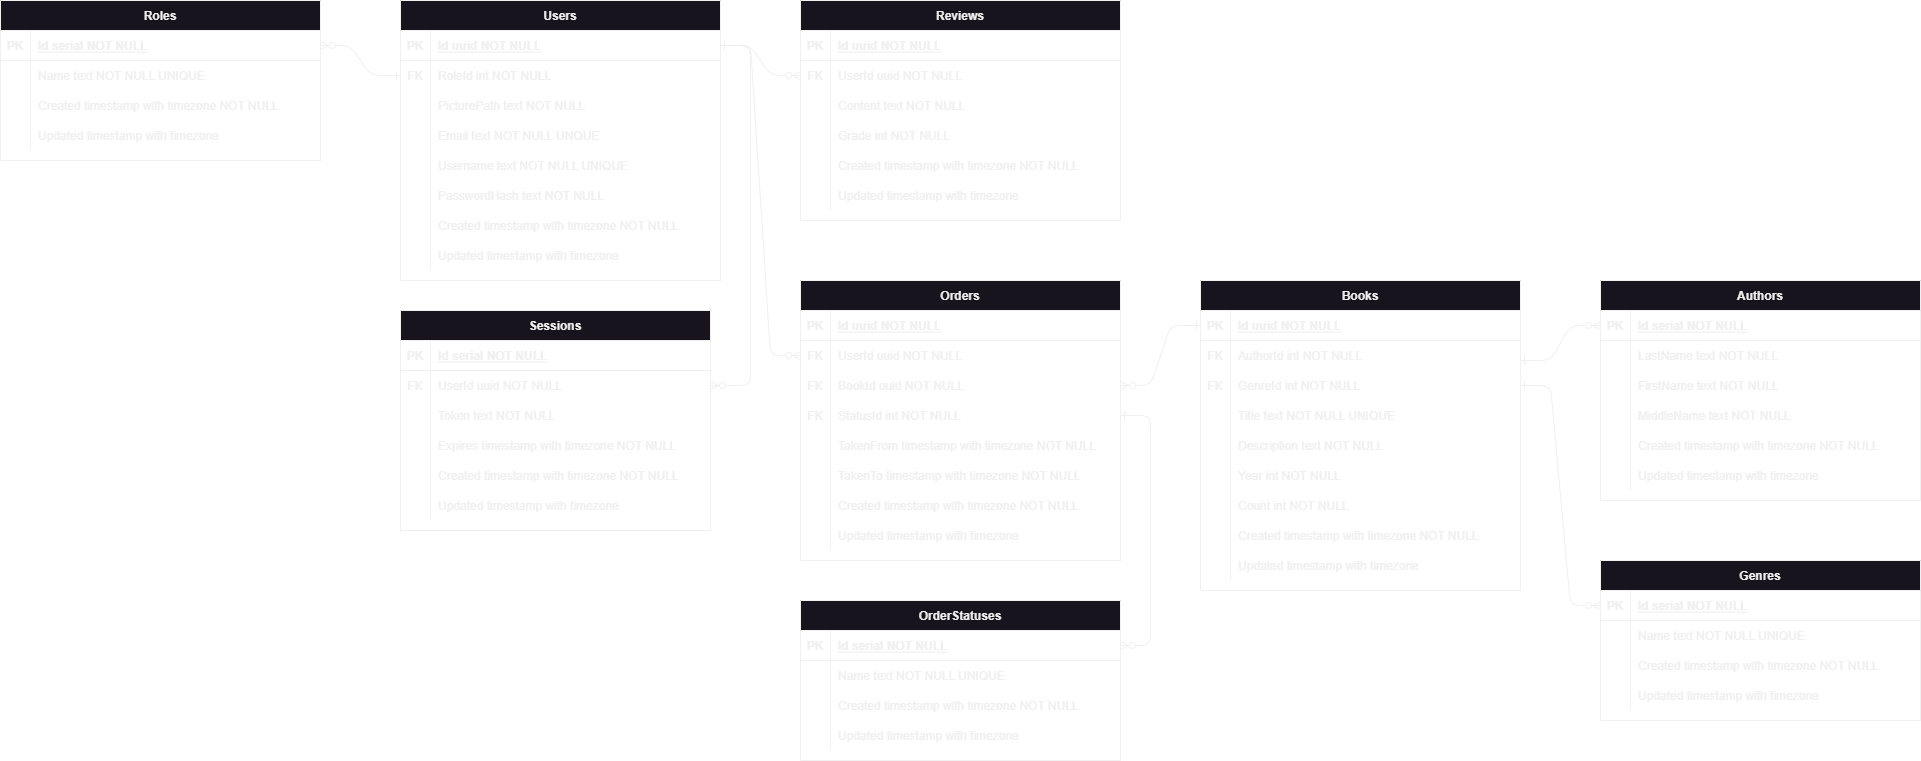 Roles
PK Id serial NOT NULL
Name text NOT NULL UNIQUE
Created timestamp with timezone NOT NULL
Updated timestamp with timezone
Users
PK Id uuid NOT NULL
FK RoleId int NOT NULL
PicturePath text NOT NULL
Email text NOT NULL UNQUE
Username text NOT NULL UNIQUE
PasswordHash text NOT NULL
Created timestamp with timezone NOT NULL
Updated timestamp with timezone
Reviews
PK Id uuid NOT NULL
FK UserId uuid NOT NULL
Content text NOT NULL
Grade int NOT NULL
Created timestamp with timezone NOT NULL
Updated timestamp with timezone
Sessions
PK Id serial NOT NULL
FK UserId uuid NOT NULL
Token text NOT NULL
Expires timestamp with timezone NOT NULL
Created timestamp with timezone NOT NULL
Updated timestamp with timezone
Orders
PK Id uuid NOT NULL
FK UserId uuid NOT NULL
FK BookId uuid NOT NULL
FK StatusId int NOT NULL
TakenFrom timestamp with timezone NOT NULL
TakenTo timestamp with timezone NOT NULL
Created timestamp with timezone NOT NULL
Updated timestamp with timezone
Books
PK Id uuid NOT NULL
FK AuthorId int NOT NULL
FK GenreId int NOT NULL
Title text NOT NULL UNIQUE
Description text NOT NULL
Year int NOT NULL
Count int NOT NULL
Created timestamp with timezone NOT NULL
Updated timestamp with timezone
Authors
PK Id serial NOT NULL
LastName text NOT NULL
FirstName text NOT NULL
MiddleName text NOT NULL
Created timestamp with timezone NOT NULL
Updated timestamp with timezone
OrderStatuses
PK Id serial NOT NULL
Name text NOT NULL UNIQUE
Created timestamp with timezone NOT NULL
Updated timestamp with timezone
Genres
PK Id serial NOT NULL
Name text NOT NULL UNIQUE
Created timestamp with timezone NOT NULL
Updated timestamp with timezone